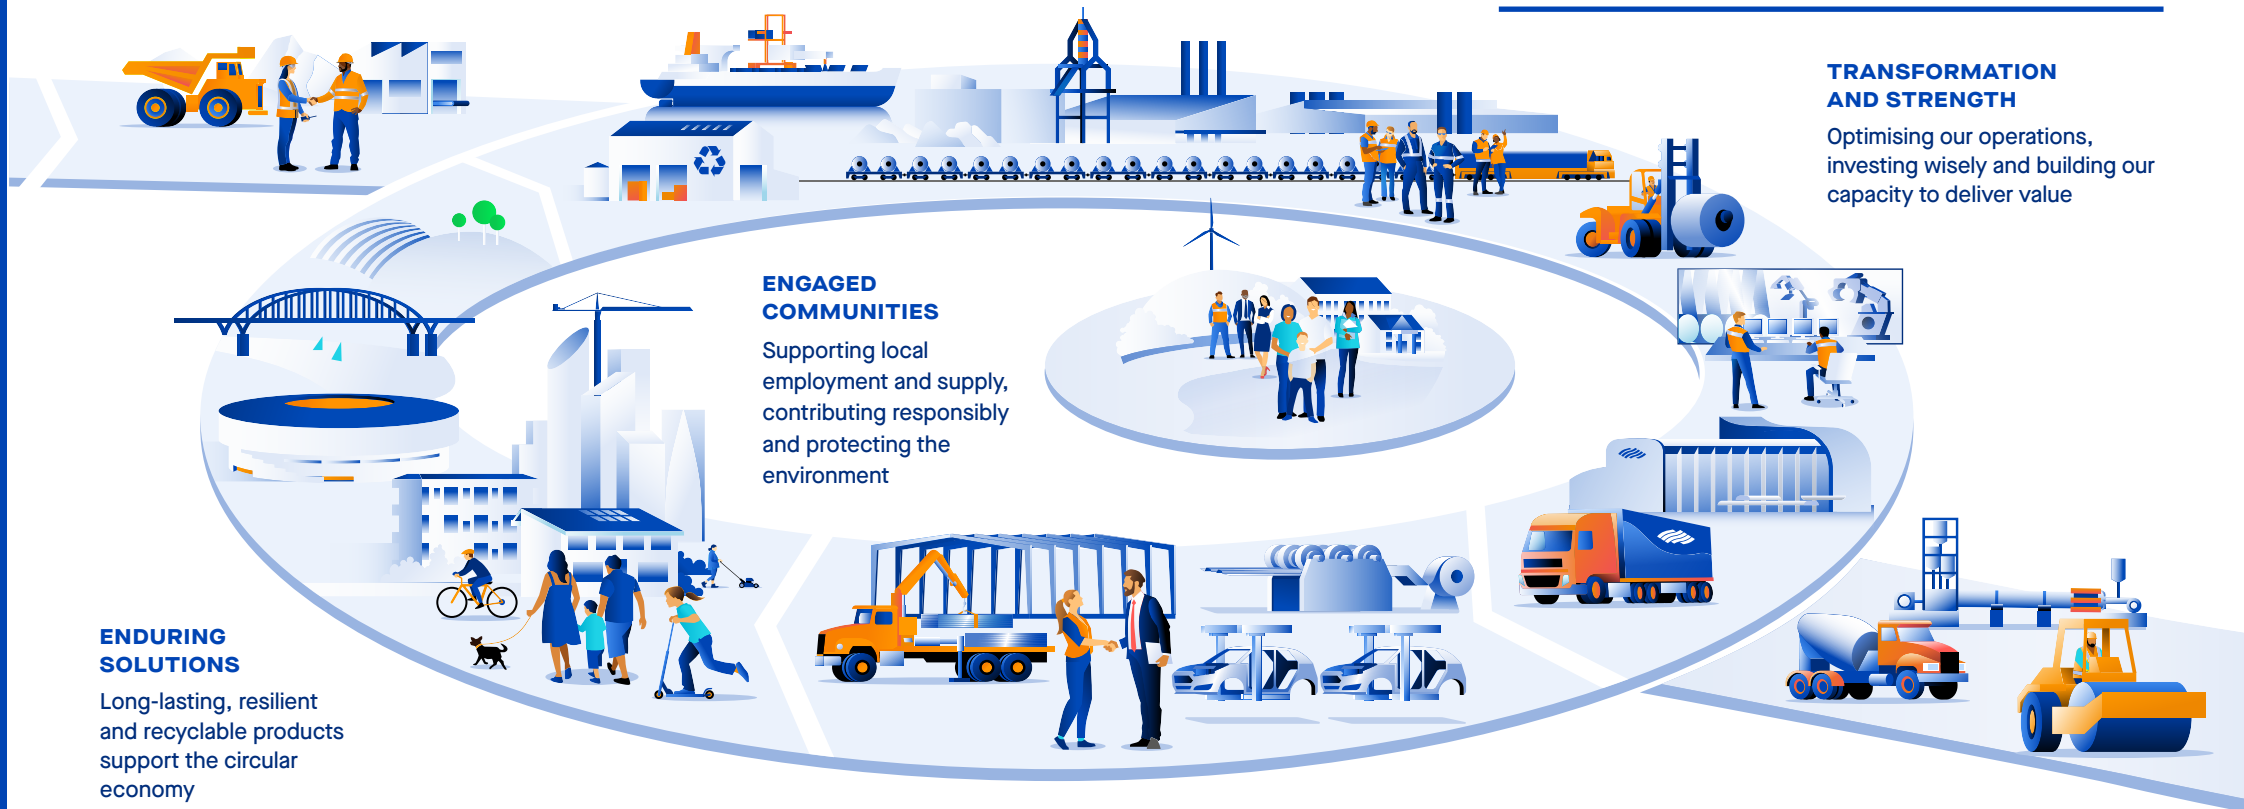 TRANSFORMATION
AND STRENGTH
Optimising our operations,
investing wisely and building our
capacity to deliver value
ENGAGED
COMMUNITIES
Supporting local
employment and supply,
contributing responsibly
and protecting the
environment
ENDURING
SOLUTIONS
Long-lasting, resilient
and recyclable products
support the circular
economy